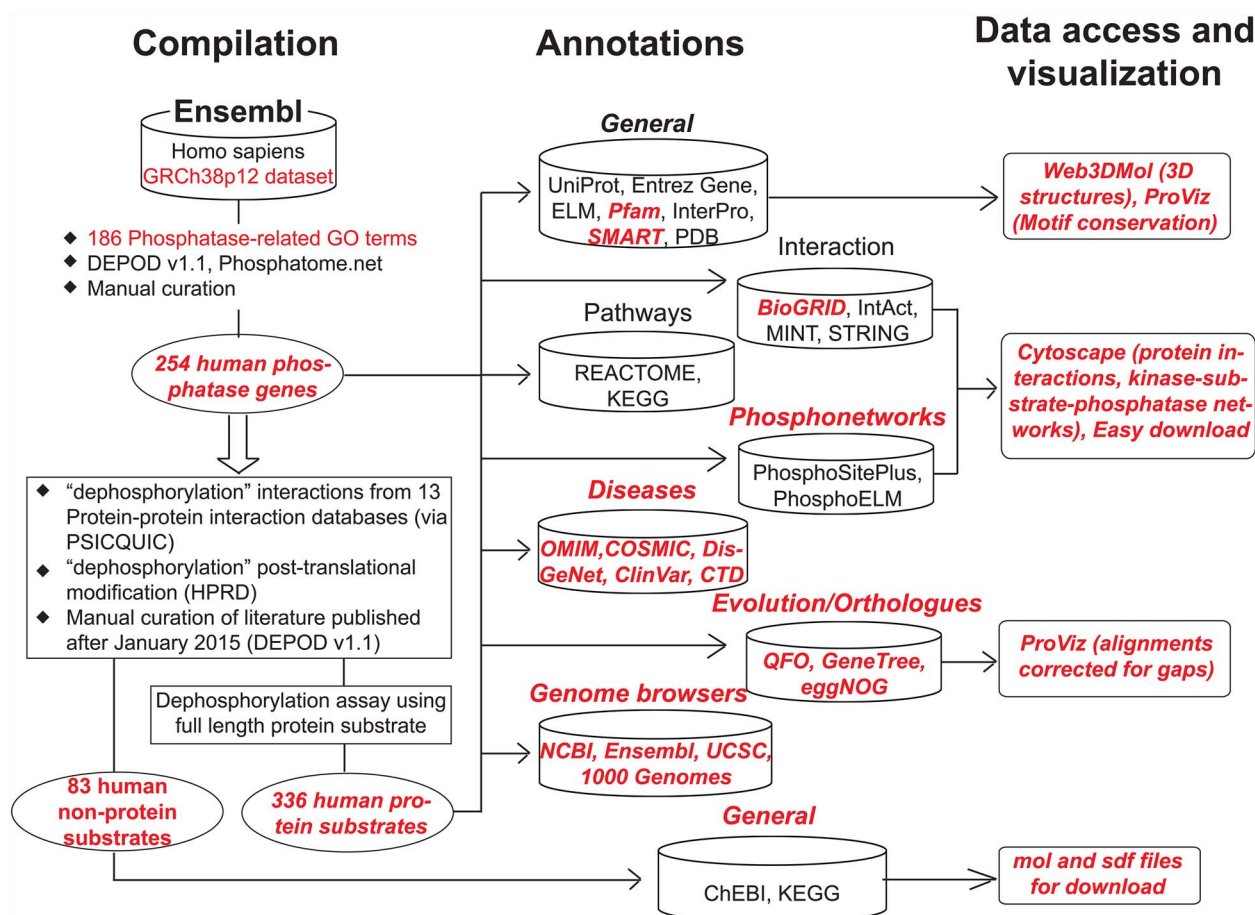 Compilation
Annotations
Data access and
visualization
Ensembl
Homo sapiens
GRCh38p12 dataset
186 Phosphatase-related GO terms
DEPOD v1.1, Phosphatome.net
Manual curation
254 human phos-
phatase genes
“dephosphorylation” interactions from 13
Protein-protein interaction databases (via
PSICQUIC)
“dephosphorylation” post-translational
modification (HPRD)
Manual curation of literature published
after January 2015 (DEPOD v1.1)
Dephosphorylation assay using
full length protein substrate
83 human
non-protein
substrates
336 human pro-
tein substrates
General
UniProt, Entrez Gene,
ELM, Pfam, InterPro,
SMART, PDB
Interaction
BioGRID, IntAct,
MINT, STRING
Pathways
REACTOME,
KEGG
Phosphonetworks
PhosphoSitePlus,
PhosphoELM
Diseases
OMIM,COSMIC, Dis-
GeNet, ClinVar, CTD
Evolution/Orthologues
QFO, GeneTree,
eggNOG
Genome browsers
NCBI, Ensembl, UCSC,
1000 Genomes
General
ChEBI, KEGG
Web3DMol (3D
structures), ProViz
(Motif conservation)
Cytoscape (protein in-
teractions, kinase-sub-
strate-phosphatase net-
works), Easy download
ProViz (alignments
corrected for gaps)
mol and sdf files
for download